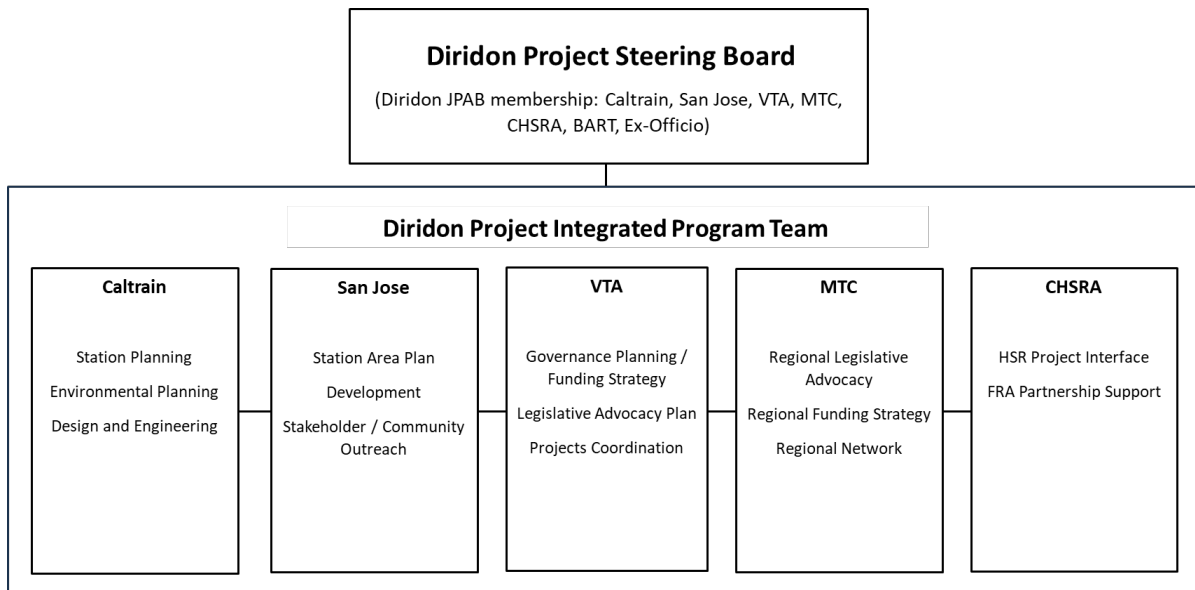 Diridon Project Steering Board
(Diridon JPAB membership: Caltrain, San Jose, VTA, MTC,
CHSRA, BART, Ex-Officio)
Diridon Project Integrated Program Team
Caltrain
Station Planning
Environmental Planning
Design and Engineering
San Jose
Station Area Plan
Development
Stakeholder / Community
Outreach
VTA
Governance Planning /
Funding Strategy
Legislative Advocacy Plan
Projects Coordination
MTC
Regional Legislative
Advocacy
Regional Funding Strategy
Regional Network
CHSRA
HSR Project Interface
FRA Partnership Support